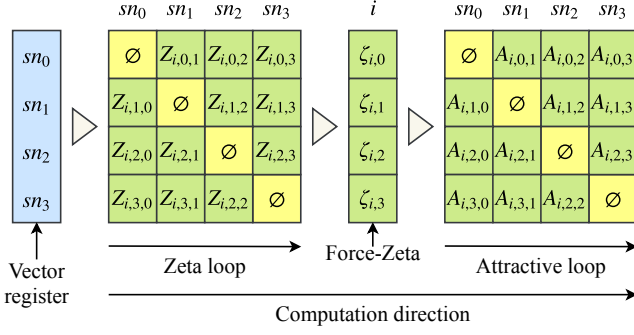 sn0 sn1 sn2 sn3 i sn0 sn1 sn2 sn3
sn0 ∅ Zi,0,1 Zi,0,2 Zi,0,3 ζi,0 ∅ Ai,0,1 Ai,0,2 Ai,0,3
sn1 Zi,1,0 ∅ Zi,1,2 Zi,1,3 ζi,1 Ai,1,0 ∅ Ai,1,2 Ai,1,3
sn2 Zi,2,0 Zi,2,1 ∅ Zi,2,3 ζi,2 Ai,2,0 Ai,2,1 ∅ Ai,2,3
sn3 Zi,3,0 Zi,3,1 Zi,2,2 ∅ ζi,3 Ai,3,0 Ai,3,1 Ai,2,2 ∅
Vector
register
Zeta loop
Force-Zeta
Attractive loop
Computation direction